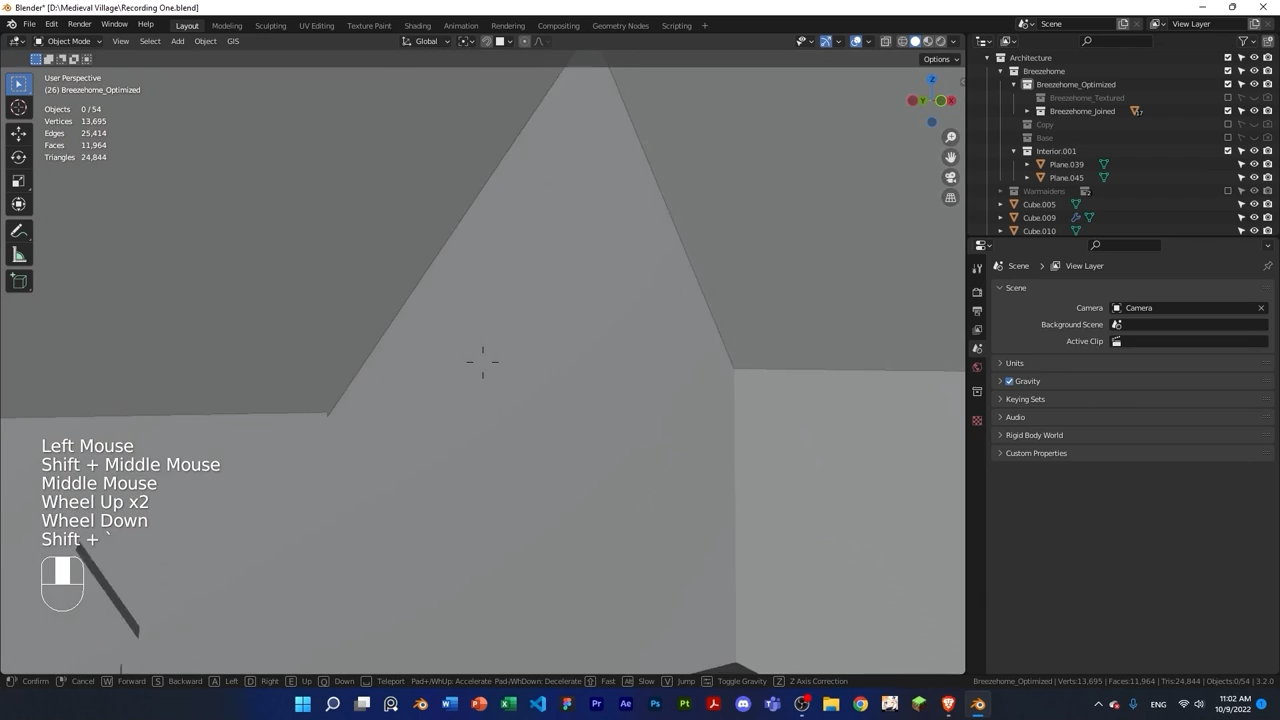 Blender* [D:\Medieval Village\Recording One.blend]
File Edit Render Window Help Layout Modeling Sculpting UV Editing Texture Paint Shading Animation Rendering Compositing Geometry Nodes Scripting + Scene View Layer
Object Mode View Select Add Object GIS Global
Options
User Perspective
(26) Breezehome_Optimized
Objects 0 / 54
Vertices 13,695
Edges 25,414
Faces 11,964
Triangles 24,844
Z
Y X
Architecture
Breezehome
Breezehome_Optimized
Breezehome_Textured
Breezehome_Joined 17
Copy
Base
Interior.001
Plane.039
Plane.045
Warmaidens 2
Cube.005
Cube.009
Cube.010
Scene > View Layer
Scene
Camera Camera
Background Scene
Active Clip
Units
Gravity
Keying Sets
Audio
Rigid Body World
Custom Properties
Left Mouse
Shift + Middle Mouse
Middle Mouse
Wheel Up x2
Wheel Down
Shift + `
Confirm Cancel W Forward S Backward A Left D Right E Up Q Down Teleport Pad+/WhUp: Accelerate Pad-/WhDown: Decelerate Fast Alt Slow V Jump Toggle Gravity Z Z Axis Correction Breezehome_Optimized | Verts:13,695 | Faces:11,964 | Tris:24,844 | Objects:0/54 | 3.2.0
ENG 11:02 AM
10/9/2022